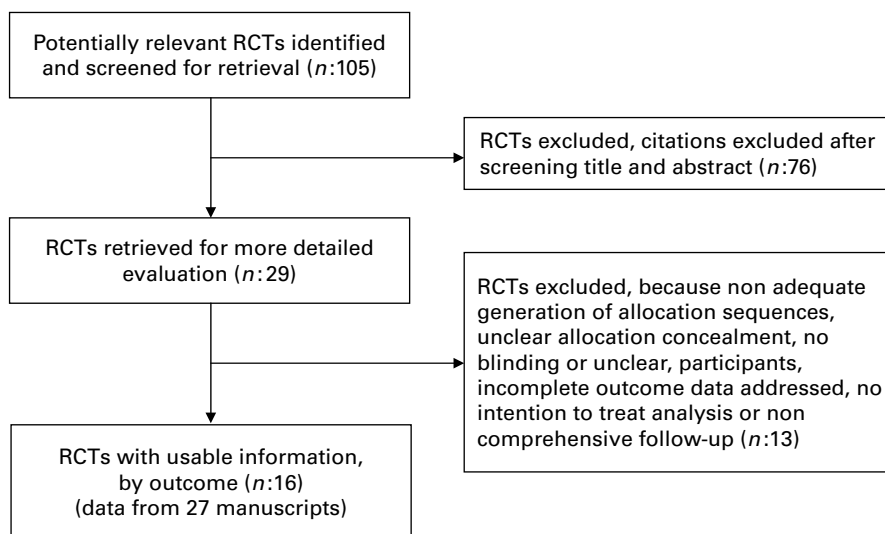 Potentially relevant RCTs identified
and screened for retrieval (n:105)
RCTs excluded, citations excluded after
screening title and abstract (n:76)
RCTs retrieved for more detailed
evaluation (n:29)
RCTs excluded, because non adequate
generation of allocation sequences,
unclear allocation concealment, no
blinding or unclear, participants,
incomplete outcome data addressed, no
intention to treat analysis or non
comprehensive follow-up (n:13)
RCTs with usable information,
by outcome (n:16)
(data from 27 manuscripts)